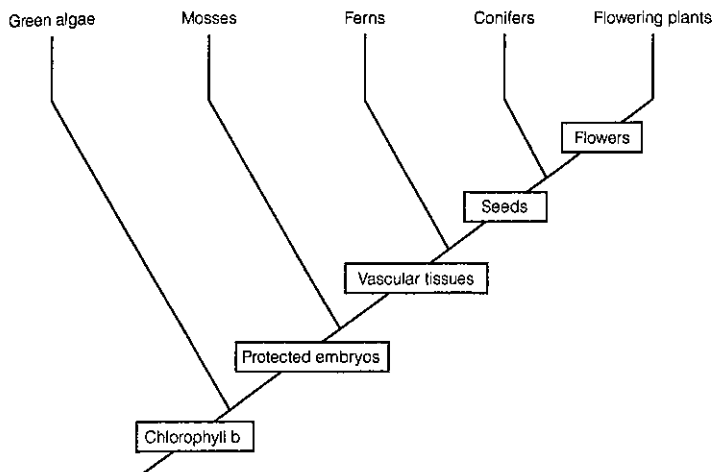 Green algae
Mosses
Ferns
Conifers
Flowering plants
Flowers
Seeds
Vascular tissues
Protected embryos
Chlorophyll b